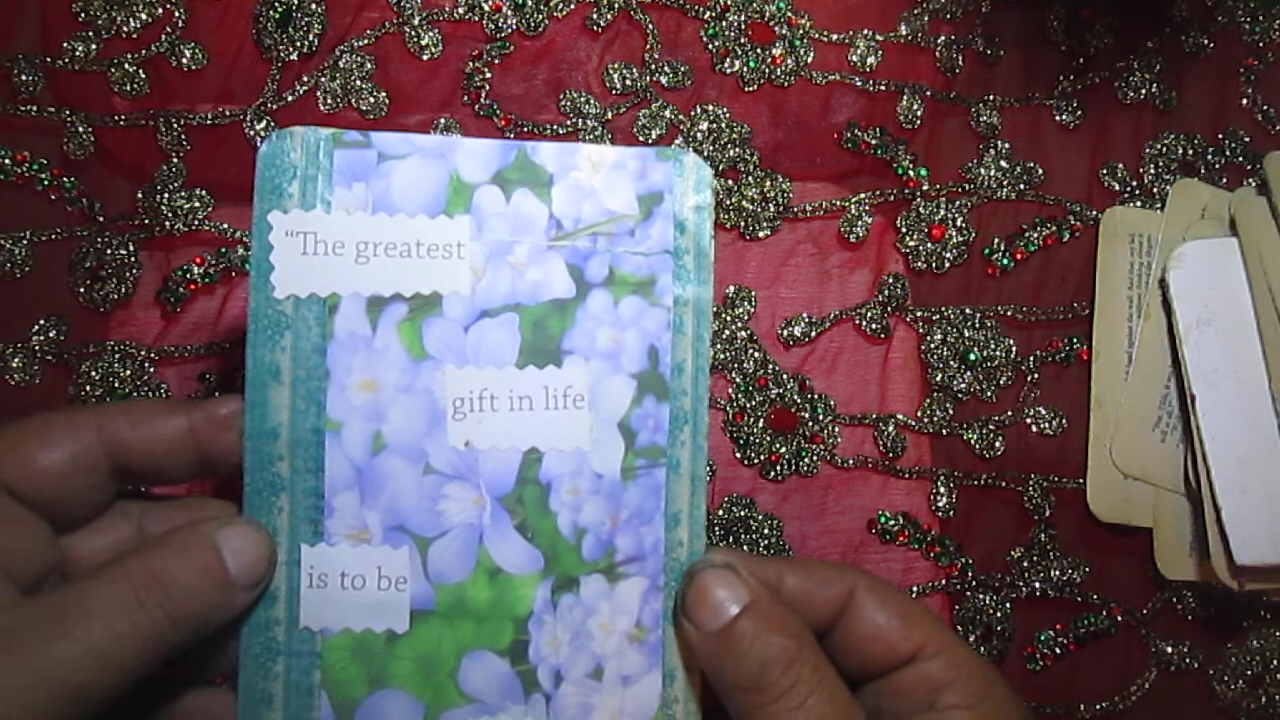 “The greatest
gift in life
is to be